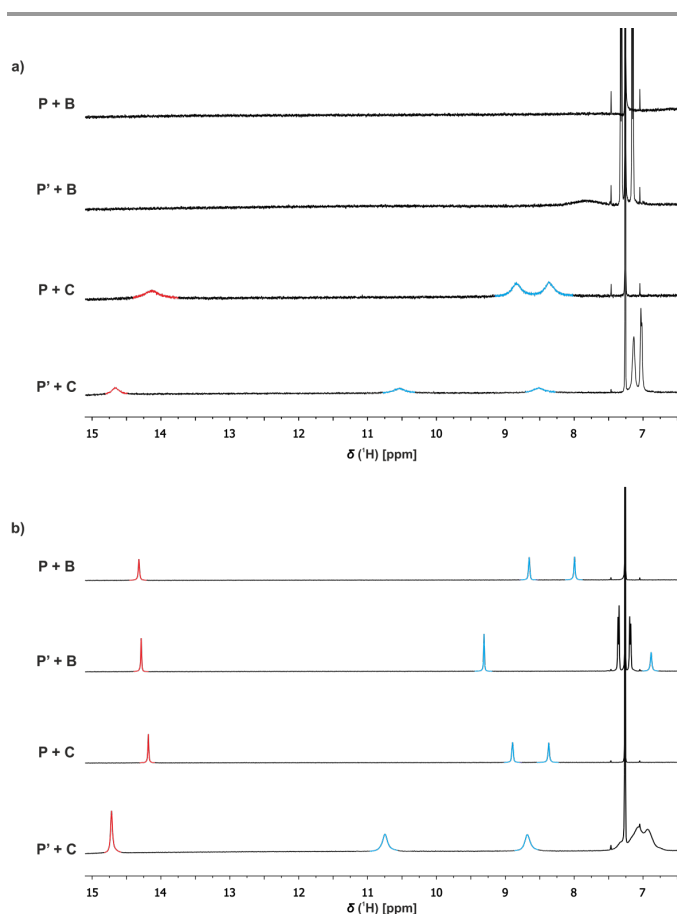 a)
P + B
P' + B
P + C
P' + C
15 14 13 12 11 10 9 8 7
δ (¹H) [ppm]
b)
P + B
P' + B
P + C
P' + C
15 14 13 12 11 10 9 8 7
δ (¹H) [ppm]